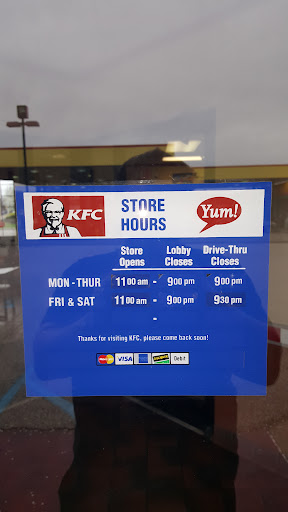 KFC
STORE
HOURS
Yum!
Store Lobby Drive-Thru
Opens Closes Closes
MON - THUR 11 00 am - 9 00 pm 9 00 pm
FRI & SAT 11 00 am - 9 00 pm 9 30 pm
-
Thanks for visiting KFC, please come back soon!
VISA Debit